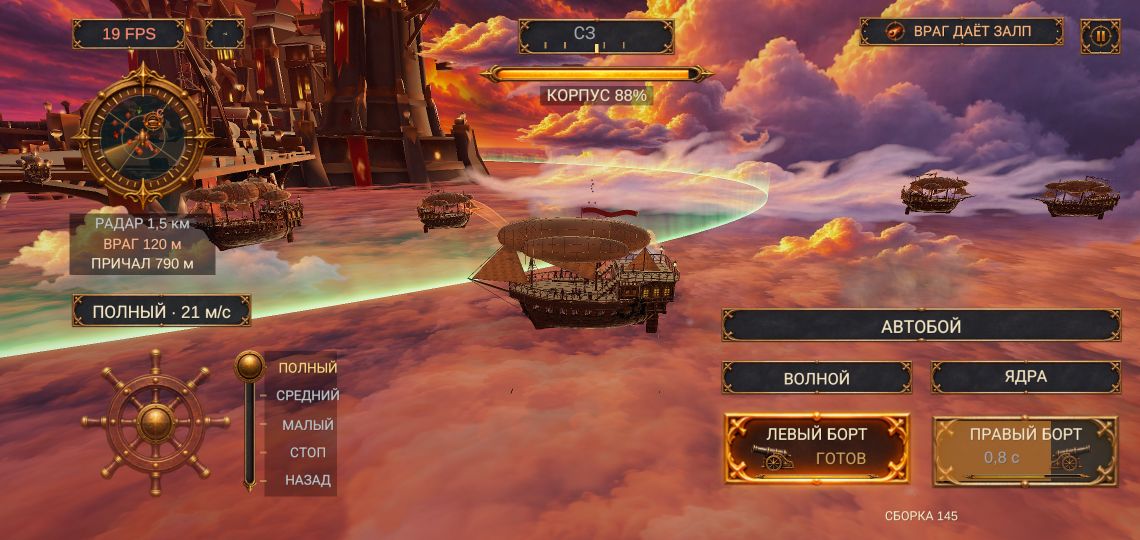 19 FPS
СЗ
ВРАГ ДАЁТ ЗАЛП
КОРПУС 88%
РАДАР 1,5 км
ВРАГ 120 м
ПРИЧАЛ 790 м
ПОЛНЫЙ · 21 м/с
ПОЛНЫЙ
СРЕДНИЙ
МАЛЫЙ
СТОП
НАЗАД
АВТОБОЙ
ВОЛНОЙ
ЯДРА
ЛЕВЫЙ БОРТ
ГОТОВ
ПРАВЫЙ БОРТ
0,8 с
СБОРКА 145